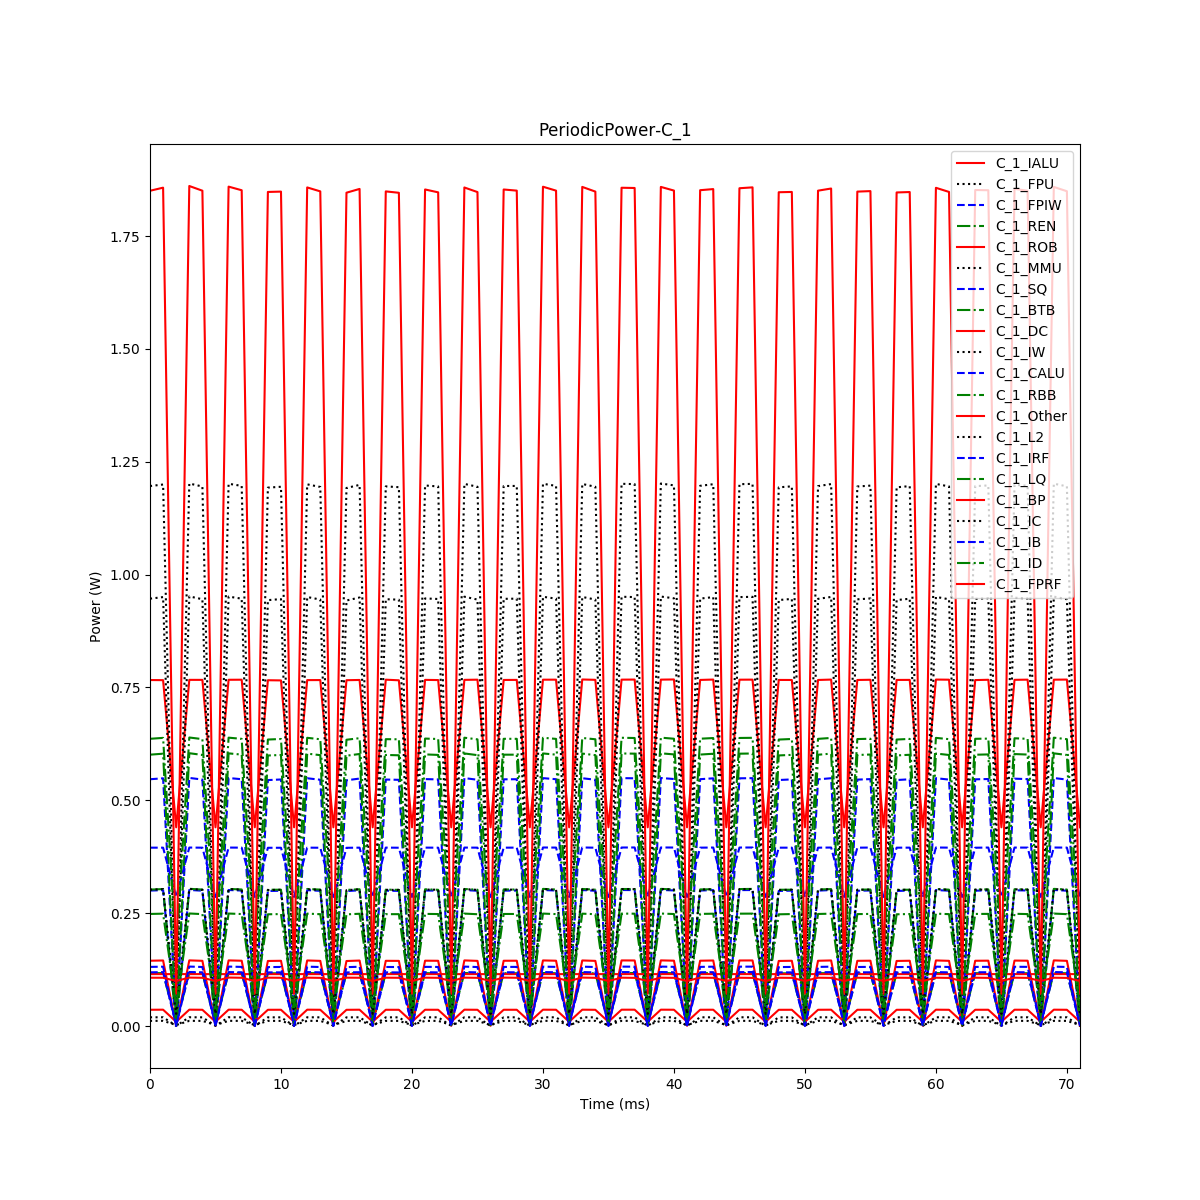 PeriodicPower-C_1
C_1_IALU
C_1_FPU
C_1_FPIW
C_1_REN
C_1_ROB
C_1_MMU
C_1_SQ
C_1_BTB
C_1_DC
C_1_IW
C_1_CALU
C_1_RBB
C_1_Other
C_1_L2
C_1_IRF
C_1_LQ
C_1_BP
C_1_IC
C_1_IB
C_1_ID
C_1_FPRF
Power (W)
1.75
1.50
1.25
1.00
0.75
0.50
0.25
0.00
0 10 20 30 40 50 60 70
Time (ms)